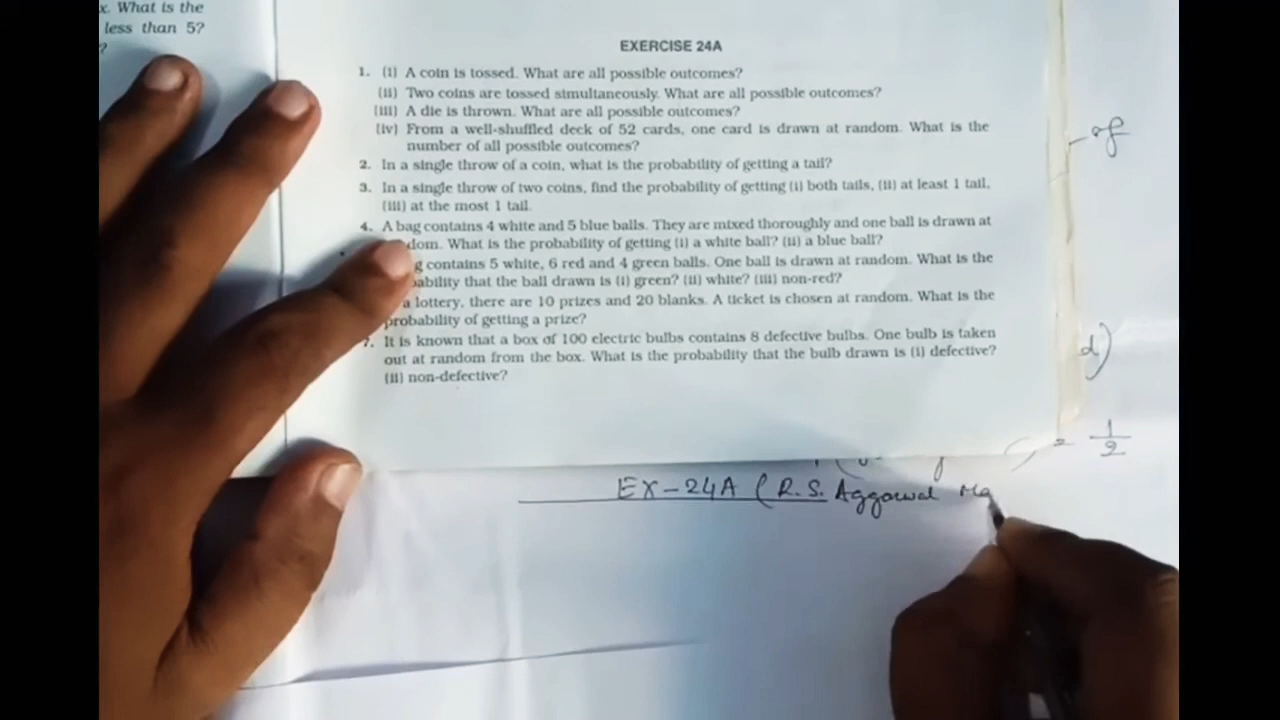 x. What is the
less than 5?
?
EXERCISE 24A
1. (i) A coin is tossed. What are all possible outcomes?
(ii) Two coins are tossed simultaneously. What are all possible outcomes?
(iii) A die is thrown. What are all possible outcomes?
(iv) From a well-shuffled deck of 52 cards, one card is drawn at random. What is the
number of all possible outcomes?
2. In a single throw of a coin, what is the probability of getting a tail?
3. In a single throw of two coins, find the probability of getting (i) both tails, (ii) at least 1 tail,
(iii) at the most 1 tail.
4. A bag contains 4 white and 5 blue balls. They are mixed thoroughly and one ball is drawn at
dom. What is the probability of getting (i) a white ball? (ii) a blue ball?
g contains 5 white, 6 red and 4 green balls. One ball is drawn at random. What is the
ability that the ball drawn is (i) green? (ii) white? (iii) non-red?
a lottery, there are 10 prizes and 20 blanks. A ticket is chosen at random. What is the
probability of getting a prize?
7. It is known that a box of 100 electric bulbs contains 8 defective bulbs. One bulb is taken
out at random from the box. What is the probability that the bulb drawn is (i) defective?
(ii) non-defective?
of
d)
= 1/2
EX-24A (R.S. Aggarwal Ma